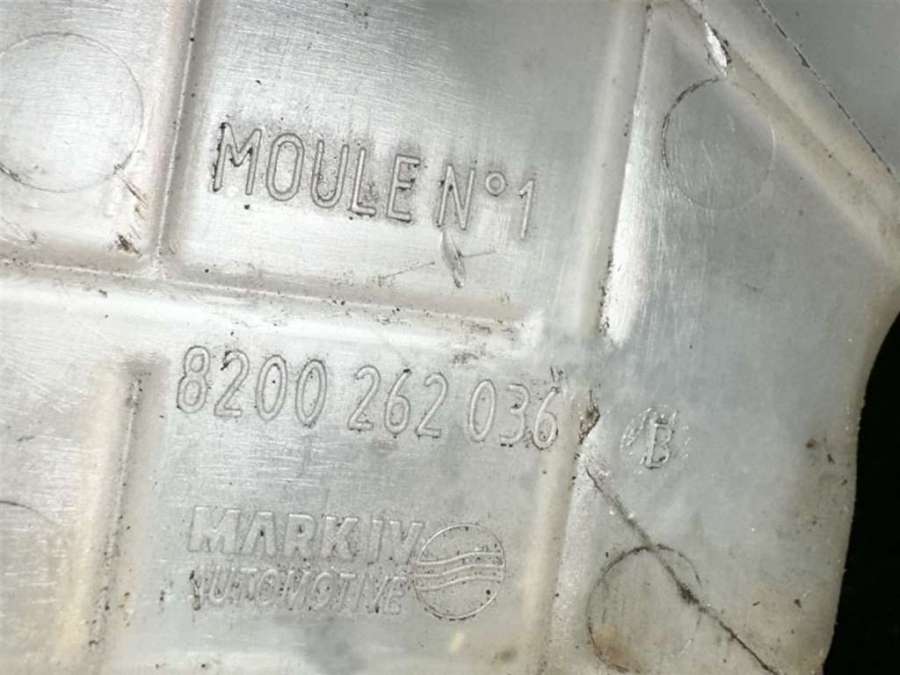 MOULE N°1
8200 262 036 B
MARK IV
AUTOMOTIVE